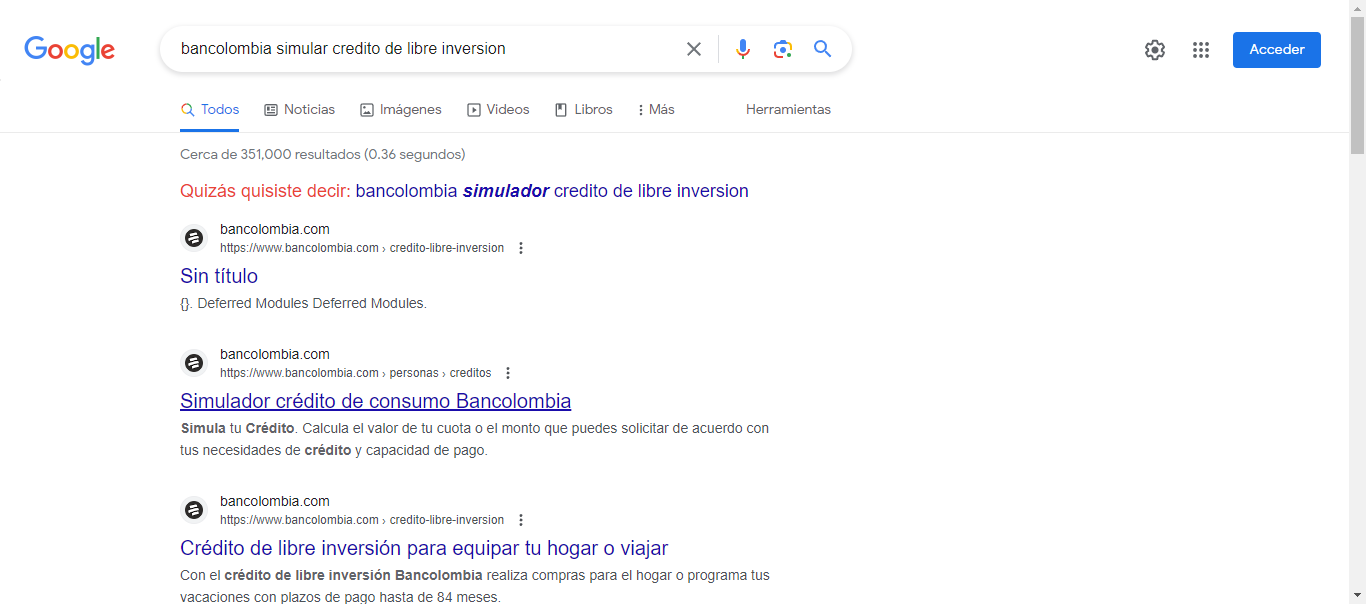 Google
bancolombia simular credito de libre inversion
Acceder
Todos Noticias Imágenes Videos Libros Más Herramientas
Cerca de 351,000 resultados (0.36 segundos)
Quizás quisiste decir: bancolombia simulador credito de libre inversion
bancolombia.com
https://www.bancolombia.com › credito-libre-inversion
Sin título
{}. Deferred Modules Deferred Modules.
bancolombia.com
https://www.bancolombia.com › personas › creditos
Simulador crédito de consumo Bancolombia
Simula tu Crédito. Calcula el valor de tu cuota o el monto que puedes solicitar de acuerdo con
tus necesidades de crédito y capacidad de pago.
bancolombia.com
https://www.bancolombia.com › credito-libre-inversion
Crédito de libre inversión para equipar tu hogar o viajar
Con el crédito de libre inversión Bancolombia realiza compras para el hogar o programa tus
vacaciones con plazos de pago hasta de 84 meses.